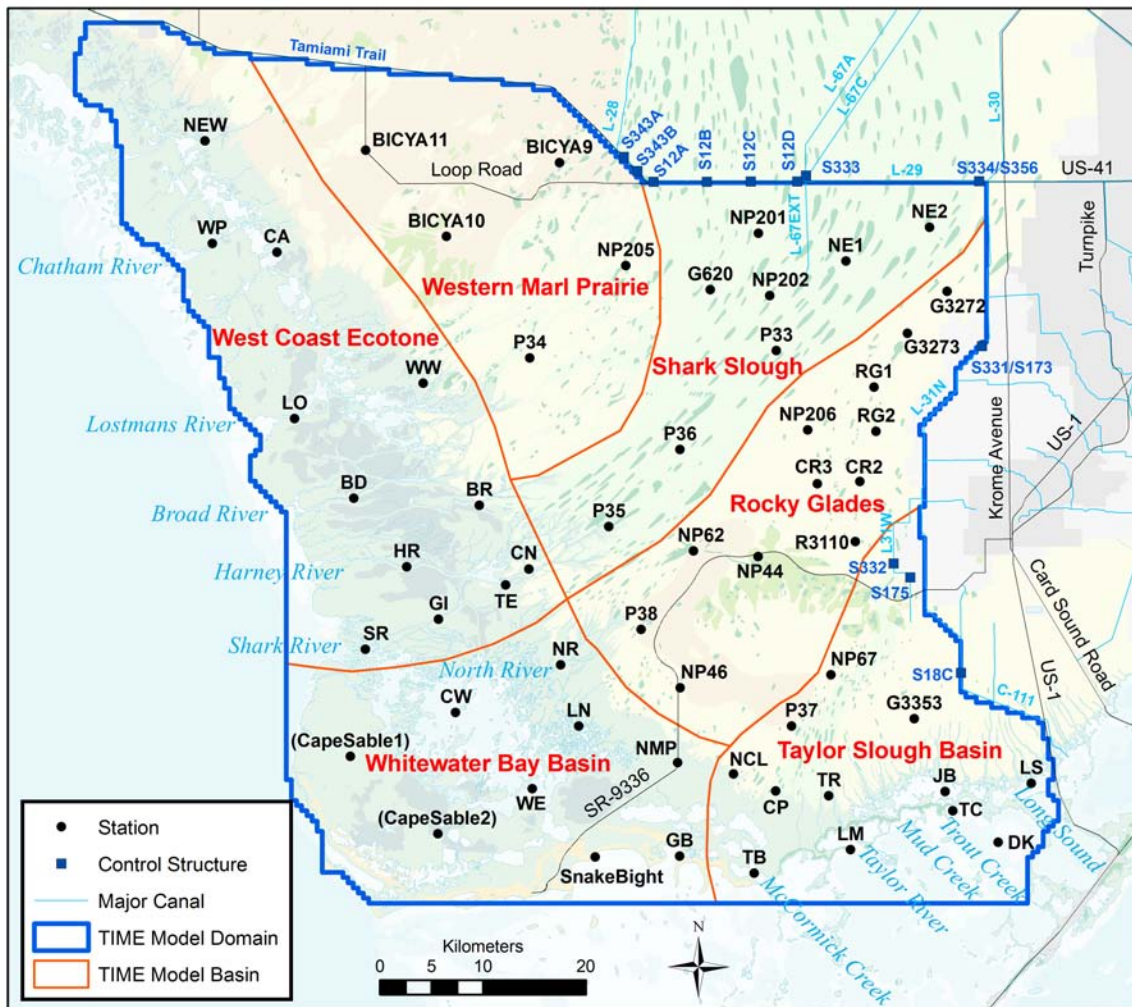 Tamiami Trail
L-28
L-67A
L-67C
L-30
S343A
S343B
S12A
S12B
S12C
S12D
S333
L-29
S334/S356
US-41
NEW
BICYA11
BICYA9
Loop Road
L-67EXT
Turnpike
WP
CA
BICYA10
NP205
NP201
NE1
NE2
Chatham River
Western Marl Prairie
G620
NP202
G3272
West Coast Ecotone
P34
P33
G3273
Shark Slough
S331/S173
WW
RG1
L-31N
LO
Lostmans River
NP206
RG2
US-1
P36
Krome Avenue
BD
BR
CR3
CR2
Rocky Glades
Broad River
P35
NP62
R3110
L31W
HR
CN
NP44
S332
Harney River
TE
S175
Card Sound Road
GI
P38
SR
Shark River
NR
North River
NP46
NP67
S18C
C-111
US-1
CW
LN
P37
G3353
(CapeSable1)
Whitewater Bay Basin
NMP
Taylor Slough Basin
SR-9336
NCL
WE
CP
TR
JB
LS
TC
Long Sound
(CapeSable2)
GB
LM
DK
Trout Creek
Mud Creek
Taylor River
SnakeBight
TB
McCormick Creek
Station
Control Structure
Major Canal
TIME Model Domain
TIME Model Basin
Kilometers
0 5 10 20
N